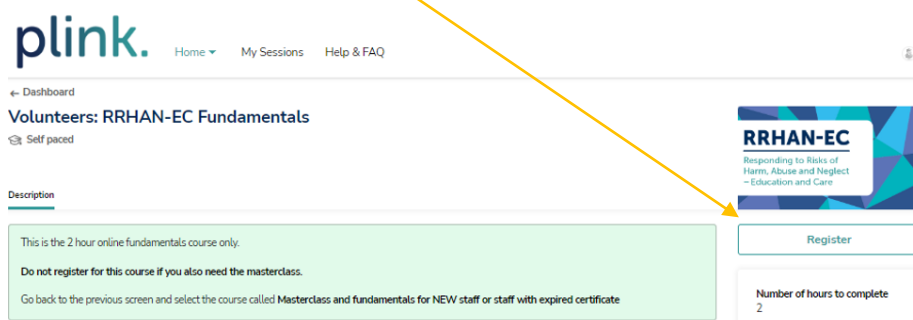 plink.
Home My Sessions Help & FAQ
← Dashboard
Volunteers: RRHAN-EC Fundamentals
Self paced
Description
This is the 2 hour online fundamentals course only.
Do not register for this course if you also need the masterclass.
Go back to the previous screen and select the course called Masterclass and fundamentals for NEW staff or staff with expired certificate
RRHAN-EC
Responding to Risks of
Harm, Abuse and Neglect
– Education and Care
Register
Number of hours to complete
2